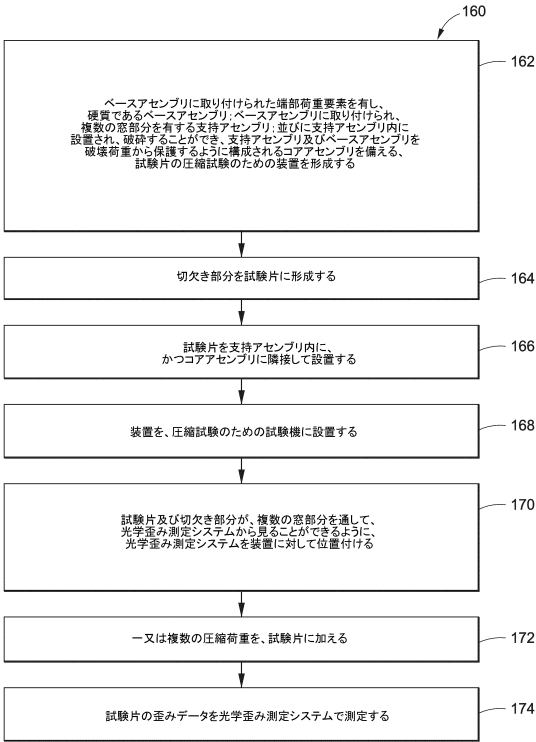 160
162
ベースアセンブリに取り付けられた端部荷重要素を有し、
硬質であるベースアセンブリ；ベースアセンブリに取り付けられ、
複数の窓部分を有する支持アセンブリ；並びに支持アセンブリ内に
設置され、破砕することができ、支持アセンブリ及びベースアセンブリを
破壊荷重から保護するように構成されるコアアセンブリを備える、
試験片の圧縮試験のための装置を形成する
切欠き部分を試験片に形成する
164
試験片を支持アセンブリ内に、
かつコアアセンブリに隣接して設置する
166
装置を、圧縮試験のための試験機に設置する
168
試験片及び切欠き部分が、複数の窓部分を通して、
光学歪み測定システムから見ることができるように、
光学歪み測定システムを装置に対して位置付ける
170
一又は複数の圧縮荷重を、試験片に加える
172
試験片の歪みデータを光学歪み測定システムで測定する
174